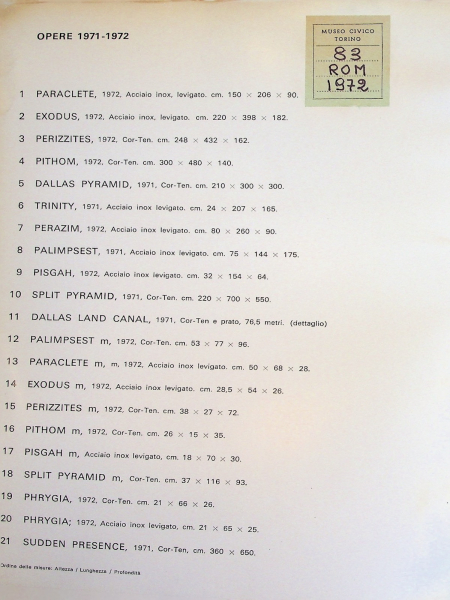 OPERE 1971-1972
MUSEO CIVICO
TORINO
83
ROM
1972
1 PARACLETE, 1972, Acciaio inox, levigato. cm. 150 × 206 × 90.
2 EXODUS, 1972, Acciaio inox, levigato. cm. 220 × 398 × 182.
3 PERIZZITES, 1972, Cor-Ten. cm. 248 × 432 × 162.
4 PITHOM, 1972, Cor-Ten. cm. 300 × 480 × 140.
5 DALLAS PYRAMID, 1971, Cor-Ten. cm. 210 × 300 × 300.
6 TRINITY, 1971, Acciaio inox levigato. cm. 24 × 207 × 165.
7 PERAZIM, 1972, Acciaio inox levigato. cm. 80 × 260 × 90.
8 PALIMPSEST, 1971, Acciaio inox levigato. cm. 75 × 144 × 175.
9 PISGAH, 1972, Acciaio inox levigato. cm. 32 × 154 × 64.
10 SPLIT PYRAMID, 1971, Cor-Ten. cm. 220 × 700 × 550.
11 DALLAS LAND CANAL, 1971, Cor-Ten e prato, 76,5 metri. (dettaglio)
12 PALIMPSEST m, 1972, Cor-Ten. cm. 53 × 77 × 96.
13 PARACLETE m, m, 1972, Acciaio inox levigato. cm. 50 × 68 × 28.
14 EXODUS m, 1972, Acciaio inox levigato. cm. 28,5 × 54 × 26.
15 PERIZZITES m, 1972, Cor-Ten. cm. 38 × 27 × 72.
16 PITHOM m, 1972, Cor-Ten. cm. 26 × 15 × 35.
17 PISGAH m, Acciaio inox levigato, cm. 18 × 70 × 30.
18 SPLIT PYRAMID m, Cor-Ten. cm. 37 × 116 × 93.
19 PHRYGIA, 1972, Cor-Ten. cm. 21 × 66 × 26.
20 PHRYGIA; 1972, Acciaio inox levigato, cm. 21 × 65 × 25.
21 SUDDEN PRESENCE, 1971, Cor-Ten, cm. 360 × 650.
Ordine delle misure: Altezza / Lunghezza / Profondità